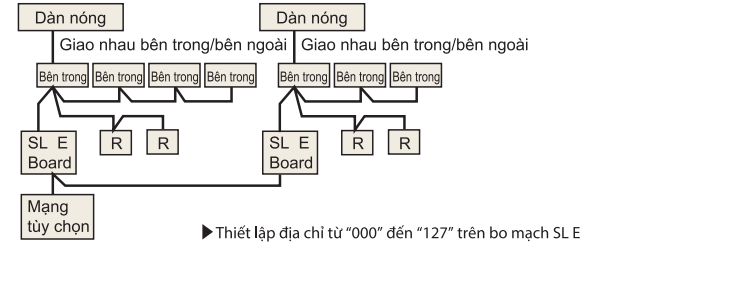 Dàn nóng
Dàn nóng
Giao nhau bên trong/bên ngoài
Giao nhau bên trong/bên ngoài
Bên trong
Bên trong
Bên trong
Bên trong
Bên trong
Bên trong
Bên trong
SL E
Board
R
R
SL E
Board
R
R
Mạng
tùy chọn
▶Thiết lập địa chỉ từ “000” đến “127” trên bo mạch SL E